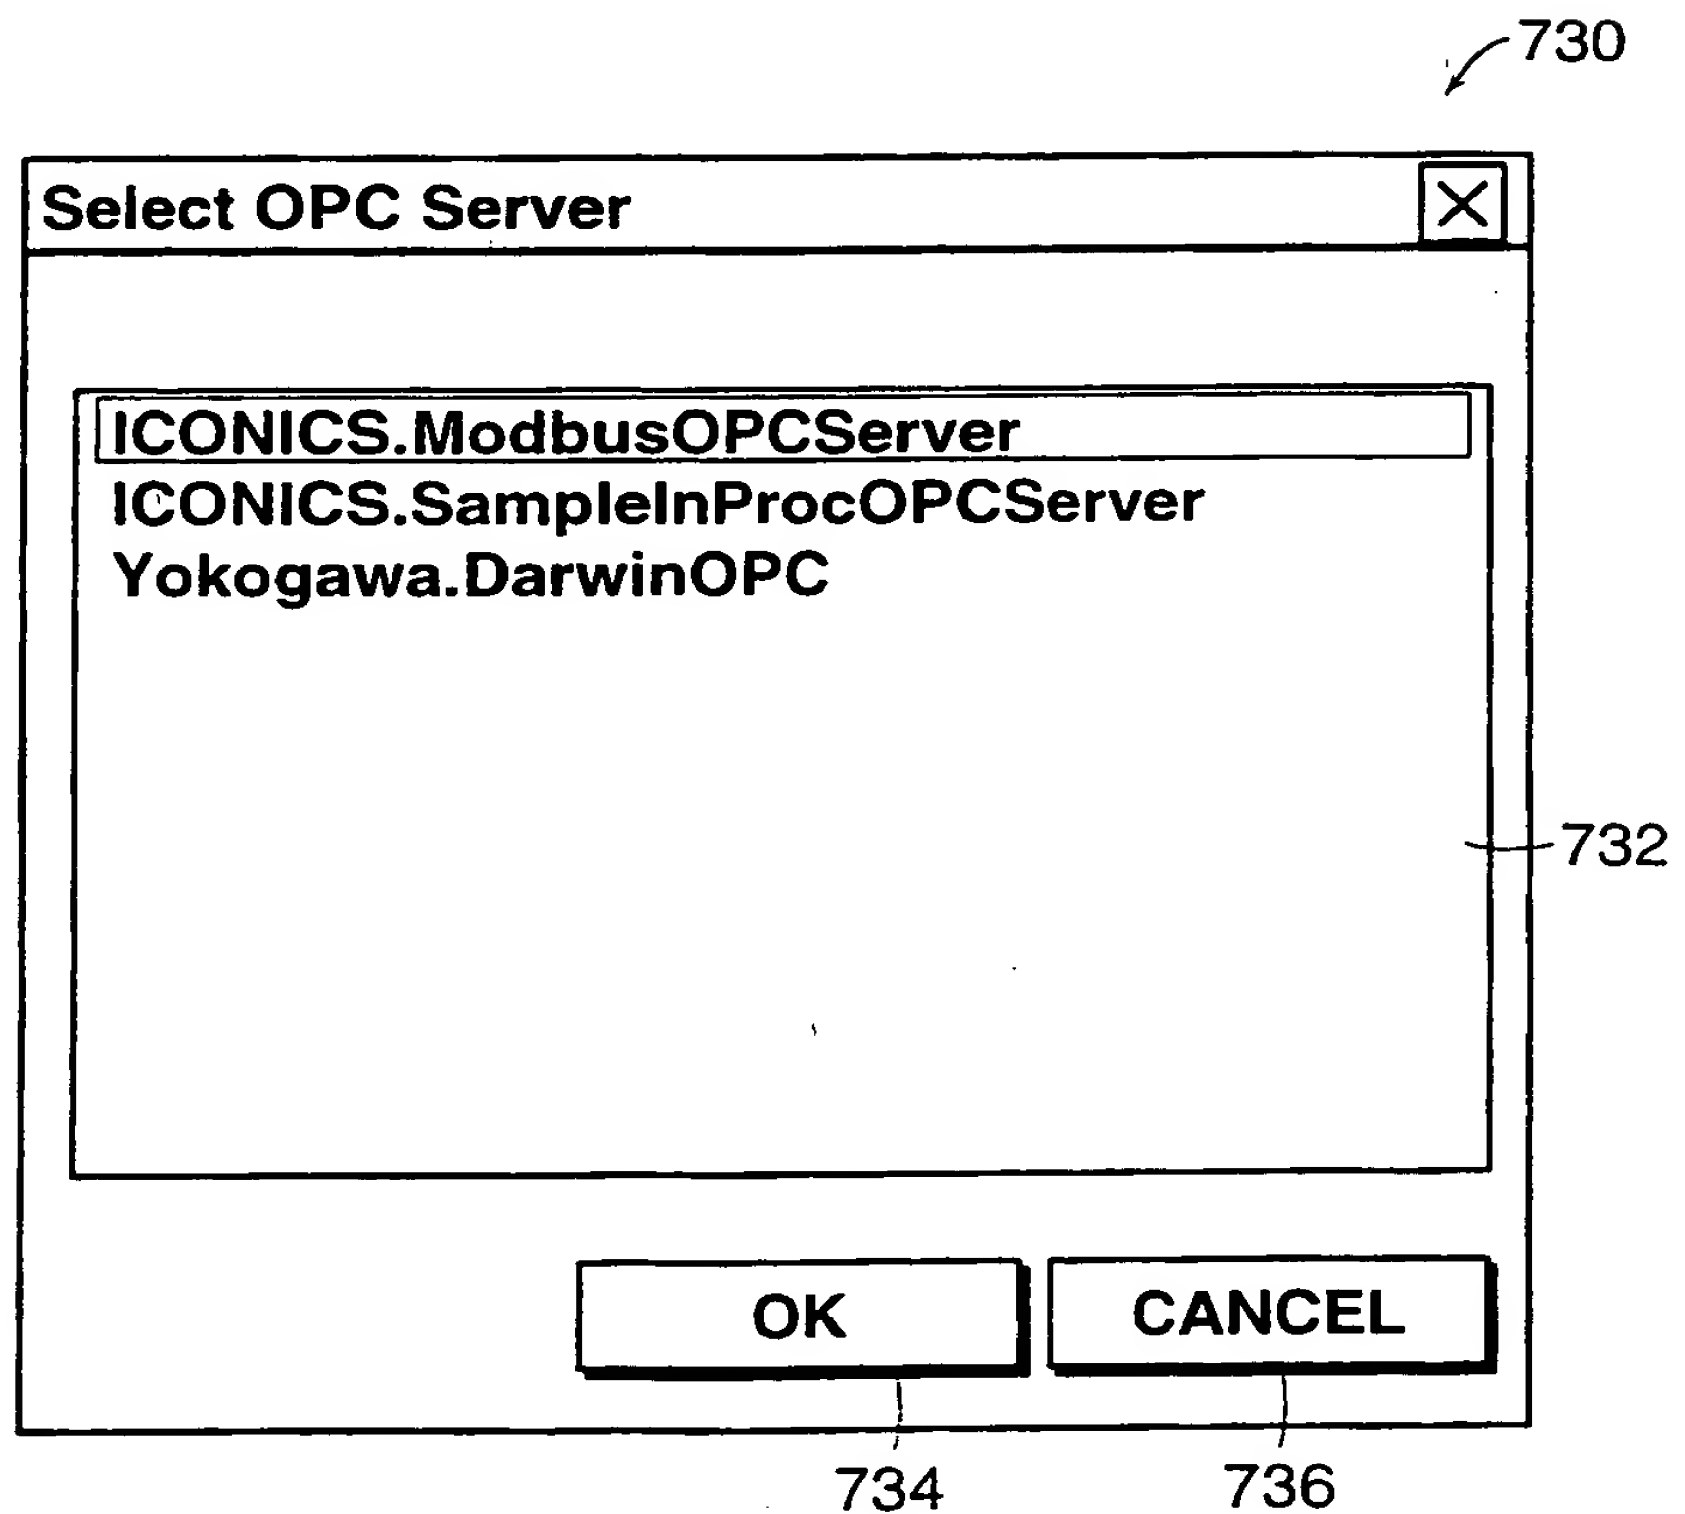 730
Select OPC Server
ICONICS.ModbusOPCServer
ICONICS.SampleInProcOPCServer
Yokogawa.DarwinOPC
732
OK
CANCEL
734
736